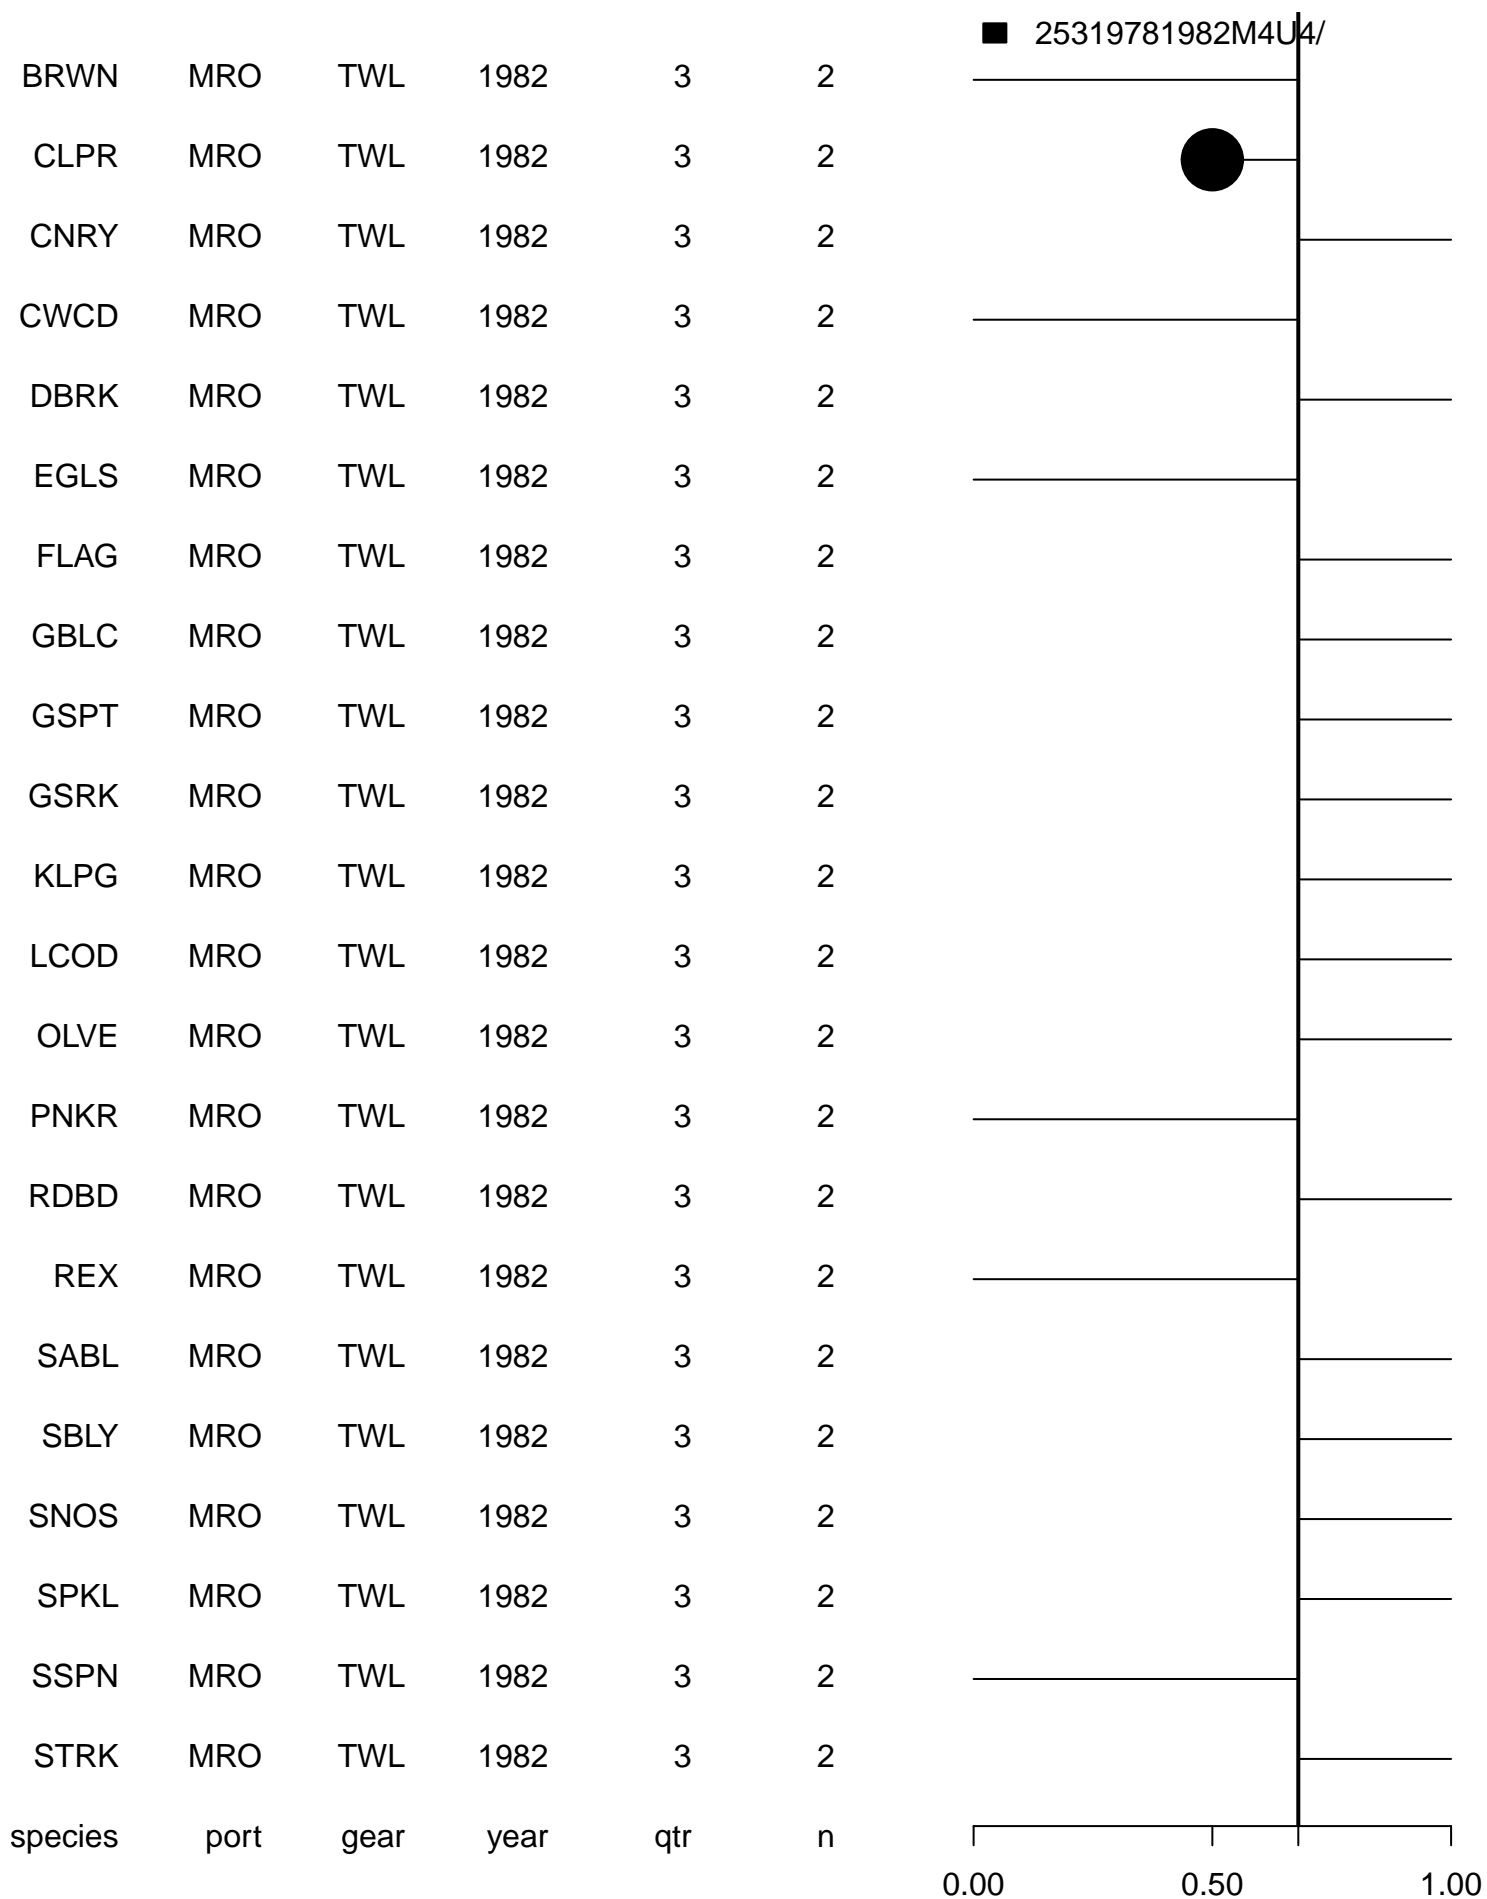 25319781982M4U4/
BRWN MRO TWL 1982 3 2
CLPR MRO TWL 1982 3 2
CNRY MRO TWL 1982 3 2
CWCD MRO TWL 1982 3 2
DBRK MRO TWL 1982 3 2
EGLS MRO TWL 1982 3 2
FLAG MRO TWL 1982 3 2
GBLC MRO TWL 1982 3 2
GSPT MRO TWL 1982 3 2
GSRK MRO TWL 1982 3 2
KLPG MRO TWL 1982 3 2
LCOD MRO TWL 1982 3 2
OLVE MRO TWL 1982 3 2
PNKR MRO TWL 1982 3 2
RDBD MRO TWL 1982 3 2
REX MRO TWL 1982 3 2
SABL MRO TWL 1982 3 2
SBLY MRO TWL 1982 3 2
SNOS MRO TWL 1982 3 2
SPKL MRO TWL 1982 3 2
SSPN MRO TWL 1982 3 2
STRK MRO TWL 1982 3 2
species port gear year qtr n
0.00 0.50 1.00